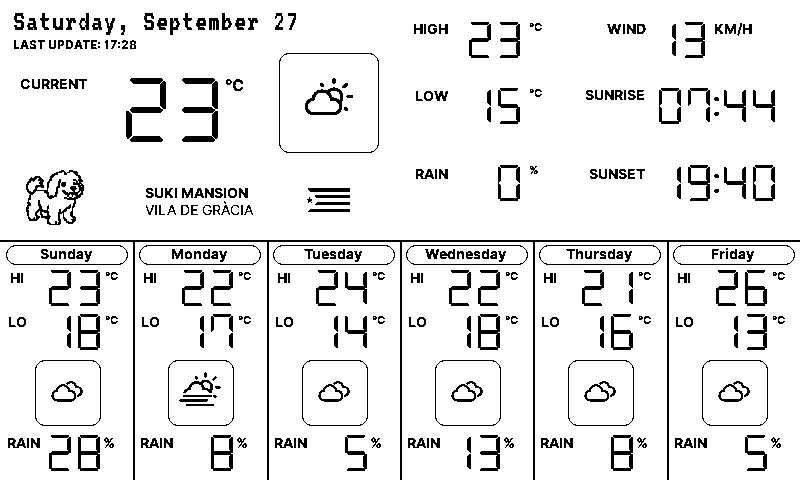 Saturday, September 27
LAST UPDATE: 17:28
CURRENT 23 °C
SUKI MANSION
VILA DE GRÀCIA
HIGH 23 °C
LOW 15 °C
RAIN 0 %
WIND 13 KM/H
SUNRISE 07:44
SUNSET 19:40
Sunday
HI 23 °C
LO 18 °C
RAIN 28 %
Monday
HI 22 °C
LO 17 °C
RAIN 8 %
Tuesday
HI 24 °C
LO 14 °C
RAIN 5 %
Wednesday
HI 22 °C
LO 18 °C
RAIN 13 %
Thursday
HI 21 °C
LO 16 °C
RAIN 8 %
Friday
HI 26 °C
LO 13 °C
RAIN 5 %